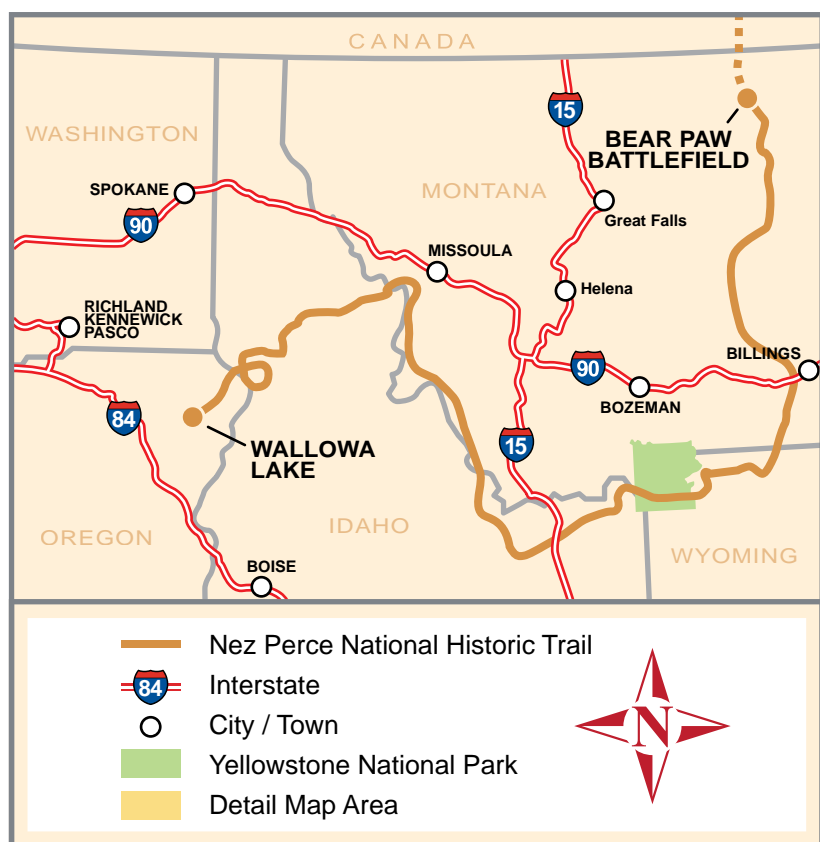 CANADA
15
WASHINGTON
BEAR PAW
BATTLEFIELD
SPOKANE
MONTANA
90
Great Falls
MISSOULA
Helena
RICHLAND
KENNEWICK
PASCO
BILLINGS
90
BOZEMAN
84
WALLOWA
LAKE
15
IDAHO
OREGON
WYOMING
BOISE
Nez Perce National Historic Trail
84 Interstate
City / Town
Yellowstone National Park
Detail Map Area
N